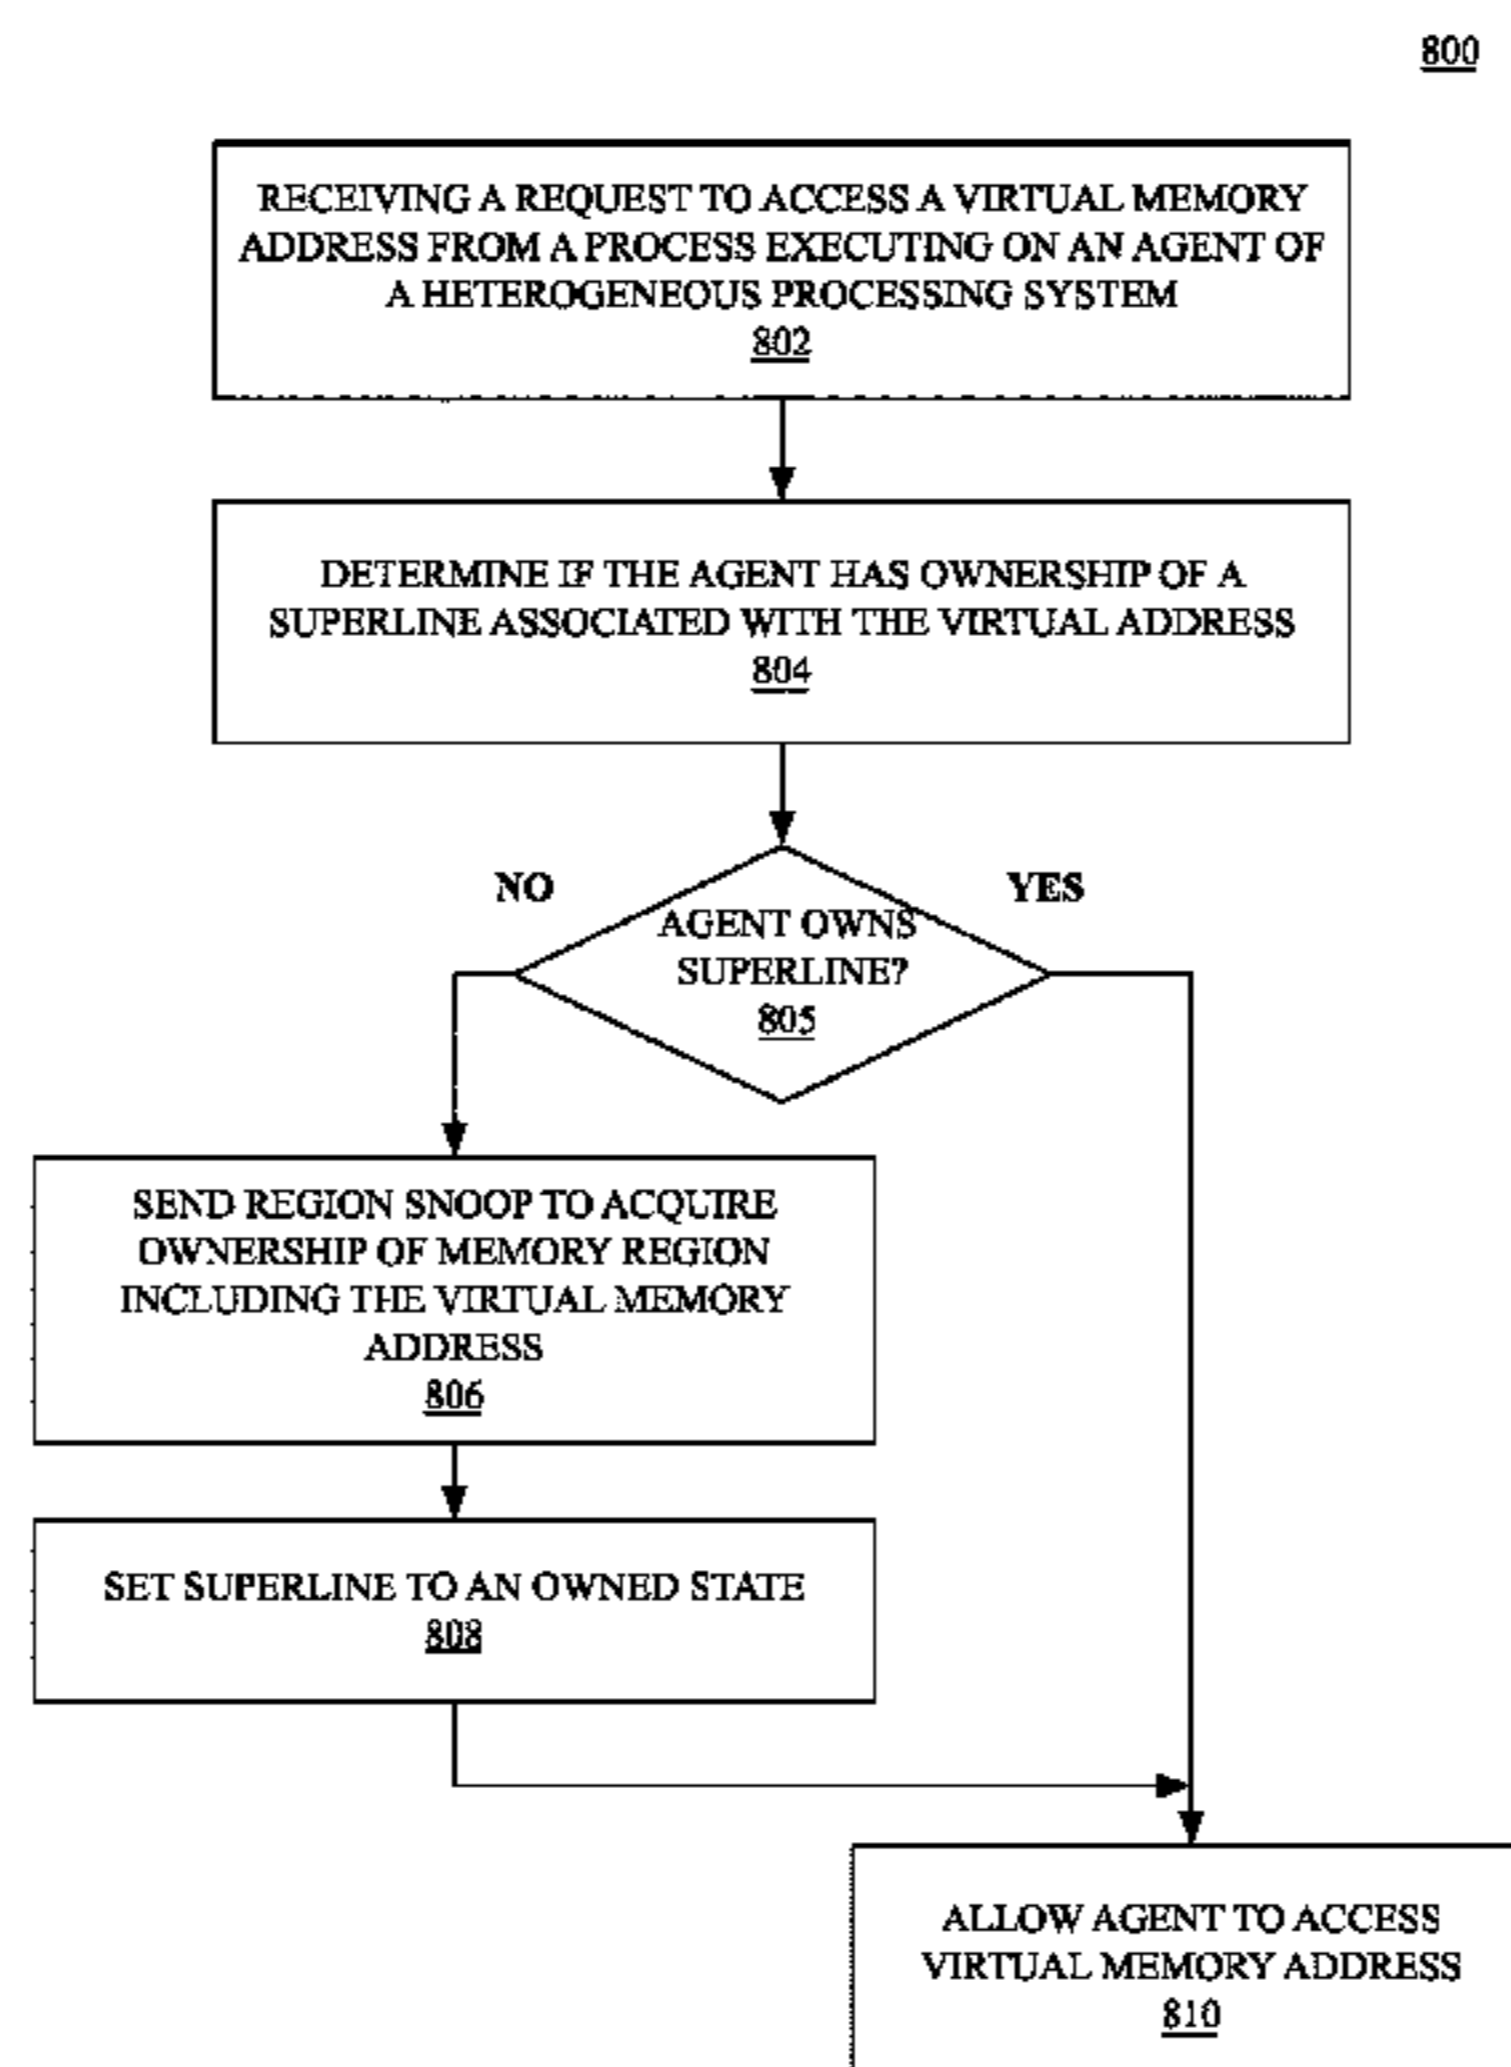 800
RECEIVING A REQUEST TO ACCESS A VIRTUAL MEMORY
ADDRESS FROM A PROCESS EXECUTING ON AN AGENT OF
A HETEROGENEOUS PROCESSING SYSTEM
802
DETERMINE IF THE AGENT HAS OWNERSHIP OF A
SUPERLINE ASSOCIATED WITH THE VIRTUAL ADDRESS
804
NO
YES
AGENT OWNS
SUPERLINE?
805
SEND REGION SNOOP TO ACQUIRE
OWNERSHIP OF MEMORY REGION
INCLUDING THE VIRTUAL MEMORY
ADDRESS
806
SET SUPERLINE TO AN OWNED STATE
808
ALLOW AGENT TO ACCESS
VIRTUAL MEMORY ADDRESS
810